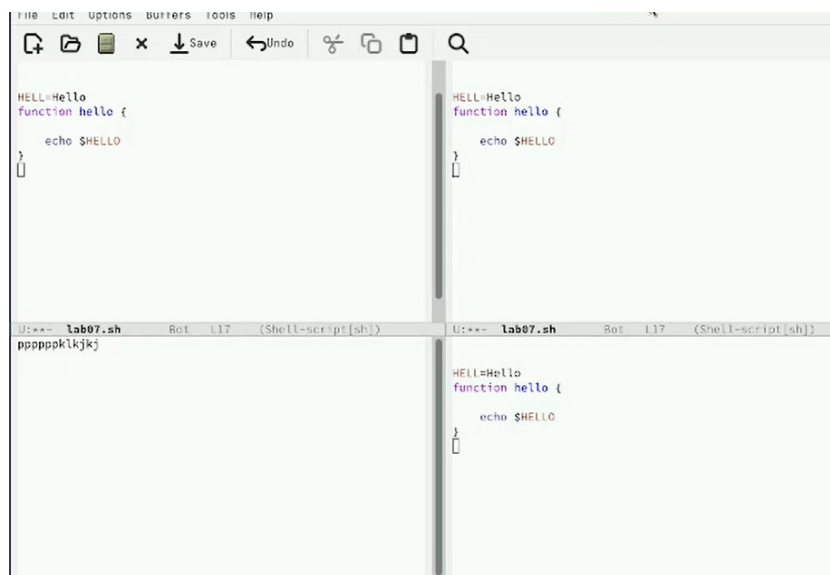 File Edit Options Buffers Tools Help
Save Undo
HELL=Hello
function hello {
echo $HELLO
}
U:**- lab07.sh Bot L17 (Shell-script[sh])
HELL=Hello
function hello {
echo $HELLO
}
U:**- lab07.sh Bot L17 (Shell-script[sh])
ppppppklkjkj
HELL=Hello
function hello {
echo $HELLO
}